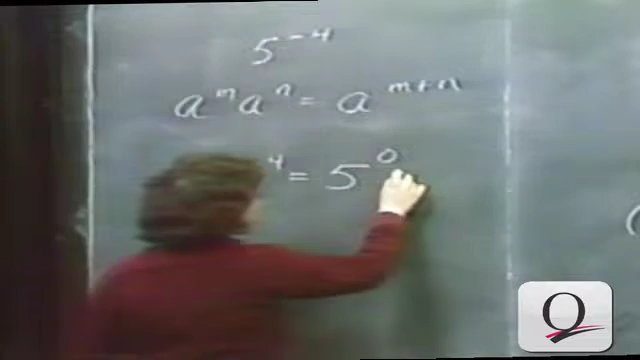 5⁻⁴
aᵐaⁿ = aᵐ⁺ⁿ
⁴ = 5⁰
Q